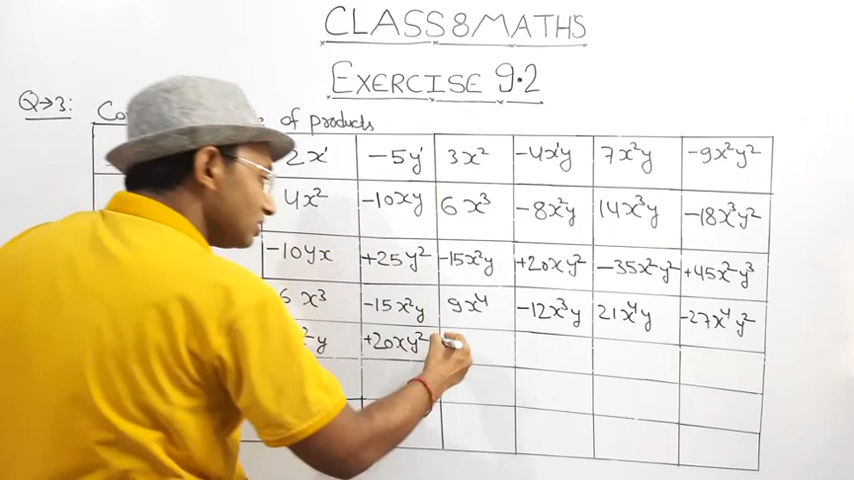 CLASS 8 MATHS
EXERCISE 9.2
Q→3: of products
2x -5y 3x² -4xy 7x²y -9x²y²
4x² -10xy 6x³ -8x²y 14x³y -18x³y²
-10yx +25y² -15x²y +20xy² -35x²y² +45x²y³
6x³ -15x²y 9x⁴ -12x³y 21x⁴y -27x⁴y²
²y +20xy²